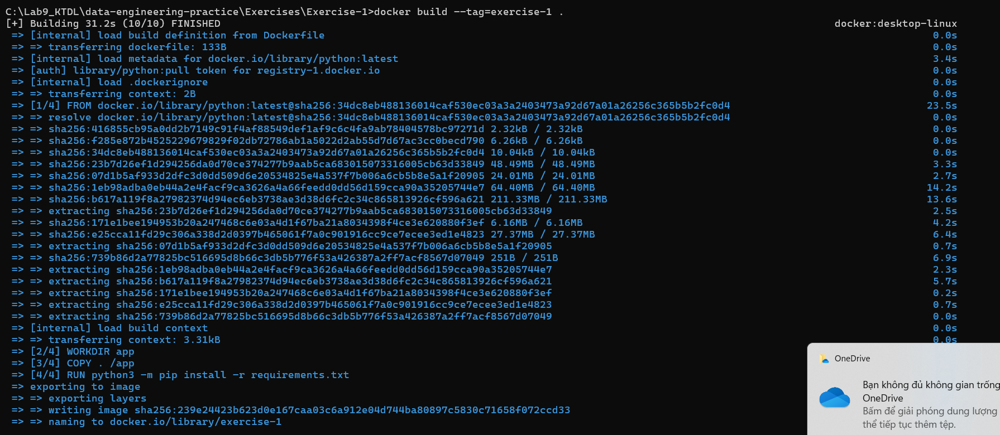 C:\Lab9_KTDL\data-engineering-practice\Exercises\Exercise-1>docker build --tag=exercise-1 .
[+] Building 31.2s (10/10) FINISHED docker:desktop-linux
=> [internal] load build definition from Dockerfile 0.0s
=> => transferring dockerfile: 133B 0.0s
=> [internal] load metadata for docker.io/library/python:latest 3.4s
=> [auth] library/python:pull token for registry-1.docker.io 0.0s
=> [internal] load .dockerignore 0.0s
=> => transferring context: 2B 0.0s
=> [1/4] FROM docker.io/library/python:latest@sha256:34dc8eb488136014caf530ec03a3a2403473a92d67a01a26256c365b5b2fc0d4 23.5s
=> => resolve docker.io/library/python:latest@sha256:34dc8eb488136014caf530ec03a3a2403473a92d67a01a26256c365b5b2fc0d4 0.0s
=> => sha256:416855cb95a0dd2b7149c91f4af88549def1af9c6c4fa9ab78404578bc97271d 2.32kB / 2.32kB 0.0s
=> => sha256:f285e872b4525229679829f02db72786ab1a5022d2ab55d7d67ac3cc0becd790 6.26kB / 6.26kB 0.0s
=> => sha256:34dc8eb488136014caf530ec03a3a2403473a92d67a01a26256c365b5b2fc0d4 10.04kB / 10.04kB 0.0s
=> => sha256:23b7d26ef1d294256da0d70ce374277b9aab5ca683015073316005cb63d33849 48.49MB / 48.49MB 3.3s
=> => sha256:07d1b5af933d2dfc3d0dd509d6e20534825e4a537f7b006a6cb5b8e5a1f20905 24.01MB / 24.01MB 2.7s
=> => sha256:1eb98adba0eb44a2e4facf9ca3626a4a66feedd0dd56d159cca90a35205744e7 64.40MB / 64.40MB 14.2s
=> => sha256:b617a119f8a27982374d94ec6eb3738ae3d38d6fc2c34c865813926cf596a621 211.33MB / 211.33MB 13.6s
=> => extracting sha256:23b7d26ef1d294256da0d70ce374277b9aab5ca683015073316005cb63d33849 2.5s
=> => sha256:171e1bee194953b20a247468c6e03a4d1f67ba21a8034398f4ce3e620880f3ef 6.16MB / 6.16MB 4.2s
=> => sha256:e25cca11fd29c306a338d2d0397b465061f7a0c901916cc9ce7ecee3ed1e4823 27.37MB / 27.37MB 6.4s
=> => extracting sha256:07d1b5af933d2dfc3d0dd509d6e20534825e4a537f7b006a6cb5b8e5a1f20905 0.7s
=> => sha256:739b86d2a77825bc516695d8b66c3db5b776f53a426387a2ff7acf8567d07049 251B / 251B 6.9s
=> => extracting sha256:1eb98adba0eb44a2e4facf9ca3626a4a66feedd0dd56d159cca90a35205744e7 2.3s
=> => extracting sha256:b617a119f8a27982374d94ec6eb3738ae3d38d6fc2c34c865813926cf596a621 5.7s
=> => extracting sha256:171e1bee194953b20a247468c6e03a4d1f67ba21a8034398f4ce3e620880f3ef 0.2s
=> => extracting sha256:e25cca11fd29c306a338d2d0397b465061f7a0c901916cc9ce7ecee3ed1e4823 0.7s
=> => extracting sha256:739b86d2a77825bc516695d8b66c3db5b776f53a426387a2ff7acf8567d07049 0.0s
=> [internal] load build context 0.0s
=> => transferring context: 3.31kB 0.0s
=> [2/4] WORKDIR app
=> [3/4] COPY . /app
=> [4/4] RUN python3 -m pip install -r requirements.txt
=> exporting to image
=> => exporting layers
=> => writing image sha256:239e24423b623d0e167caa03c6a912e04d744ba80897c5830c71658f072ccd33
=> => naming to docker.io/library/exercise-1
OneDrive
Bạn không đủ không gian trống
OneDrive
Bấm để giải phóng dung lượng
thể tiếp tục thêm tệp.